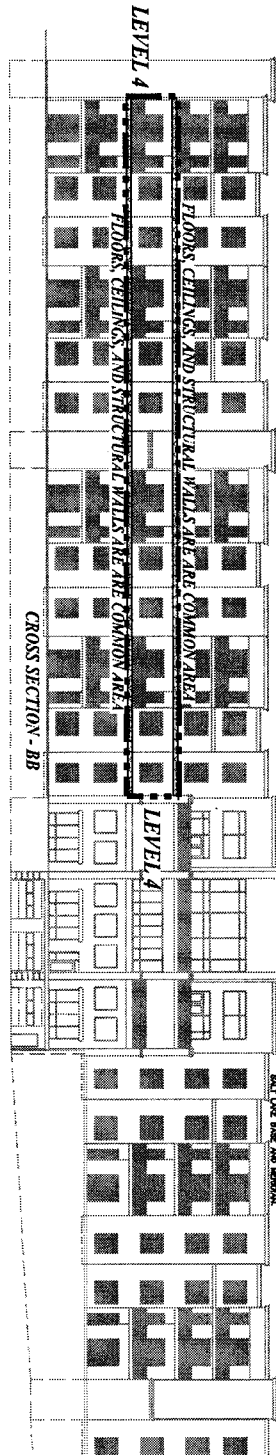 LEVEL 4
FLOORS, CEILINGS, AND STRUCTURAL WALLS ARE ARE COMMON AREA
FLOORS, CEILINGS, AND STRUCTURAL WALLS ARE ARE COMMON AREA
LEVEL 4
CROSS SECTION - BB